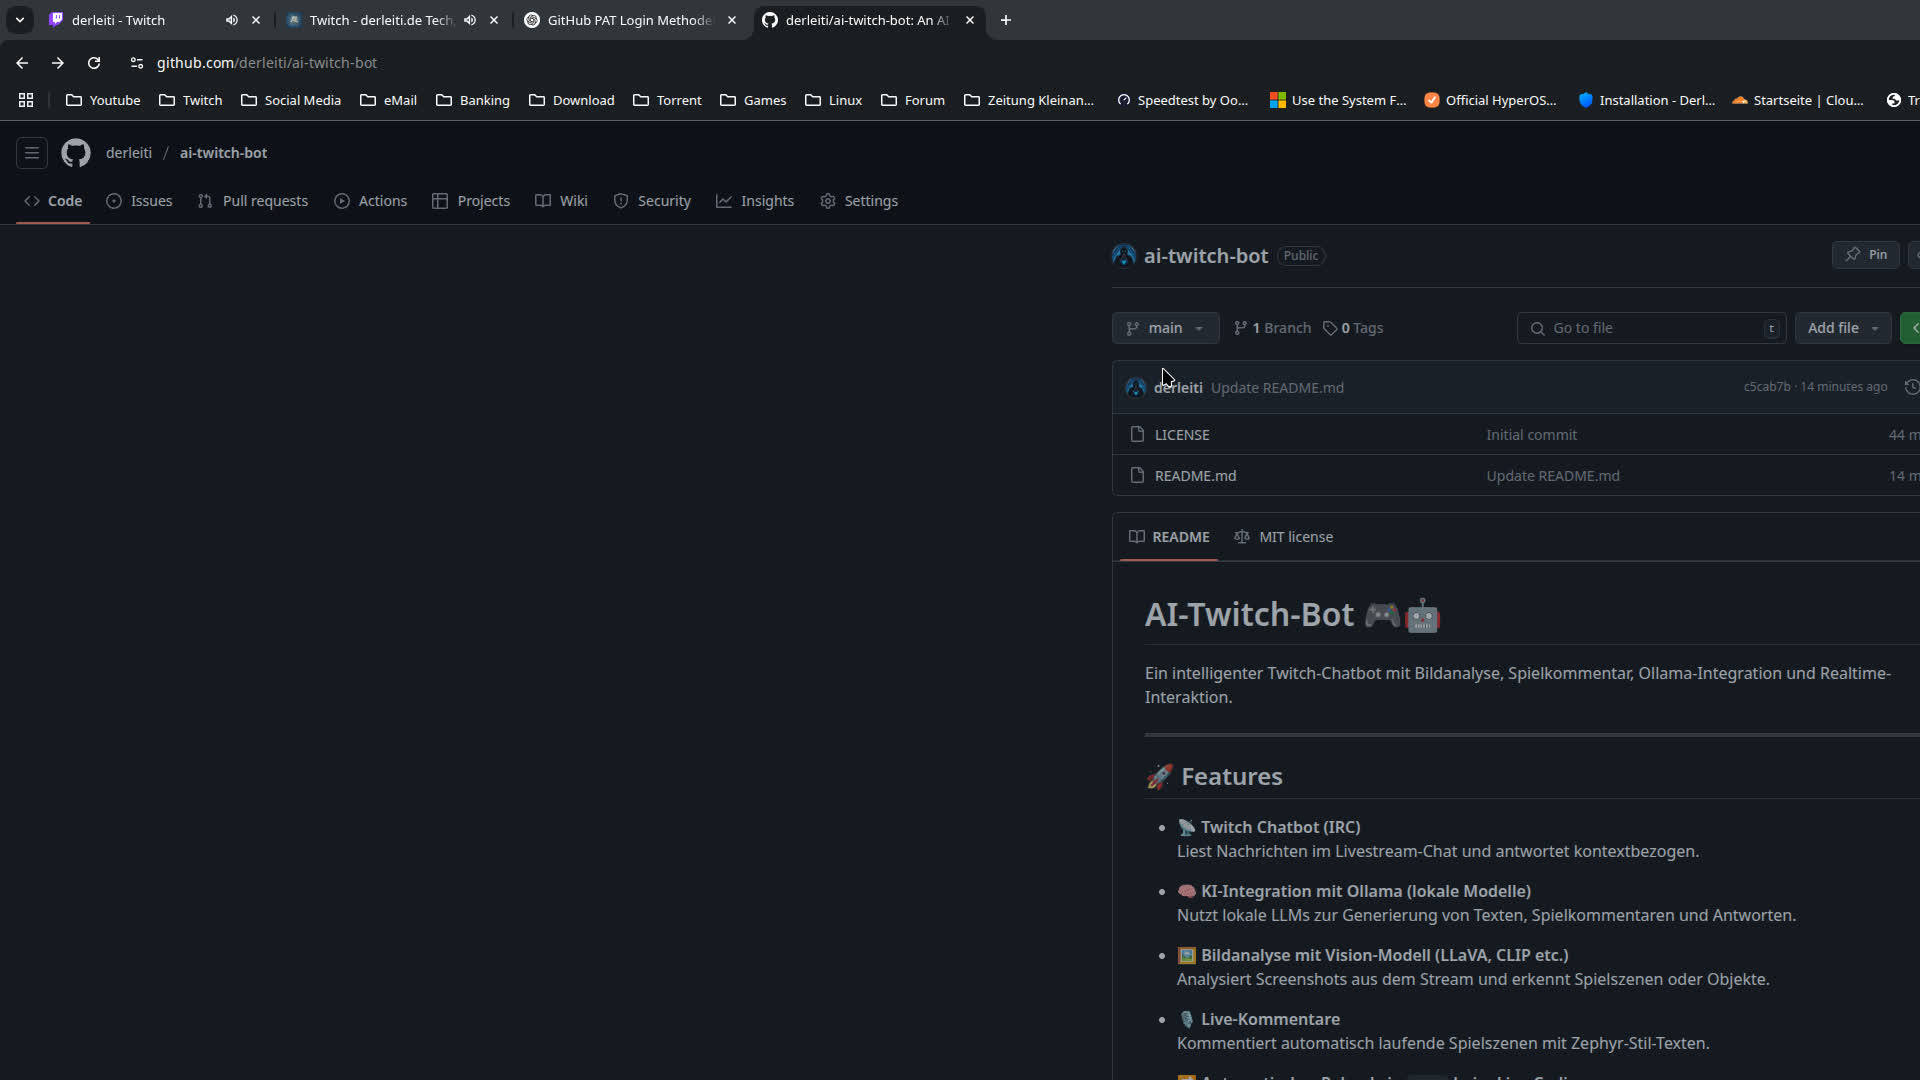 derleiti - Twitch
Twitch - derleiti.de Tech
GitHub PAT Login Methode
derleiti/ai-twitch-bot: An AI
github.com/derleiti/ai-twitch-bot
Youtube
Twitch
Social Media
eMail
Banking
Download
Torrent
Games
Linux
Forum
Zeitung Kleinan...
Speedtest by Oo...
Use the System F...
Official HyperOS...
Installation - Derl...
Startseite | Clou...
derleiti / ai-twitch-bot
Code
Issues
Pull requests
Actions
Projects
Wiki
Security
Insights
Settings
ai-twitch-bot
Public
Pin
main
1 Branch
0 Tags
Go to file
t
Add file
derleiti Update README.md
c5cab7b · 14 minutes ago
LICENSE
Initial commit
44 m
README.md
Update README.md
14 m
README
MIT license
AI-Twitch-Bot 🎮🤖
Ein intelligenter Twitch-Chatbot mit Bildanalyse, Spielkommentar, Ollama-Integration und Realtime-
Interaktion.
🚀 Features
• 📡 Twitch Chatbot (IRC)
Liest Nachrichten im Livestream-Chat und antwortet kontextbezogen.
• 🧠 KI-Integration mit Ollama (lokale Modelle)
Nutzt lokale LLMs zur Generierung von Texten, Spielkommentaren und Antworten.
• 🖼️ Bildanalyse mit Vision-Modell (LLaVA, CLIP etc.)
Analysiert Screenshots aus dem Stream und erkennt Spielszenen oder Objekte.
• 🎙️ Live-Kommentare
Kommentiert automatisch laufende Spielszenen mit Zephyr-Stil-Texten.